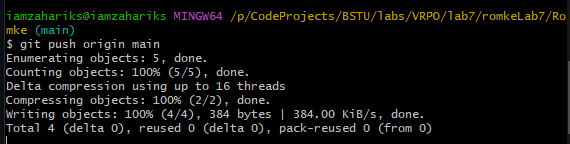 iamzahariks@iamzahariks MINGW64 /p/CodeProjects/BSTU/labs/VRPO/lab7/romkeLab7/Ro
mke (main)
$ git push origin main
Enumerating objects: 5, done.
Counting objects: 100% (5/5), done.
Delta compression using up to 16 threads
Compressing objects: 100% (2/2), done.
Writing objects: 100% (4/4), 384 bytes | 384.00 KiB/s, done.
Total 4 (delta 0), reused 0 (delta 0), pack-reused 0 (from 0)